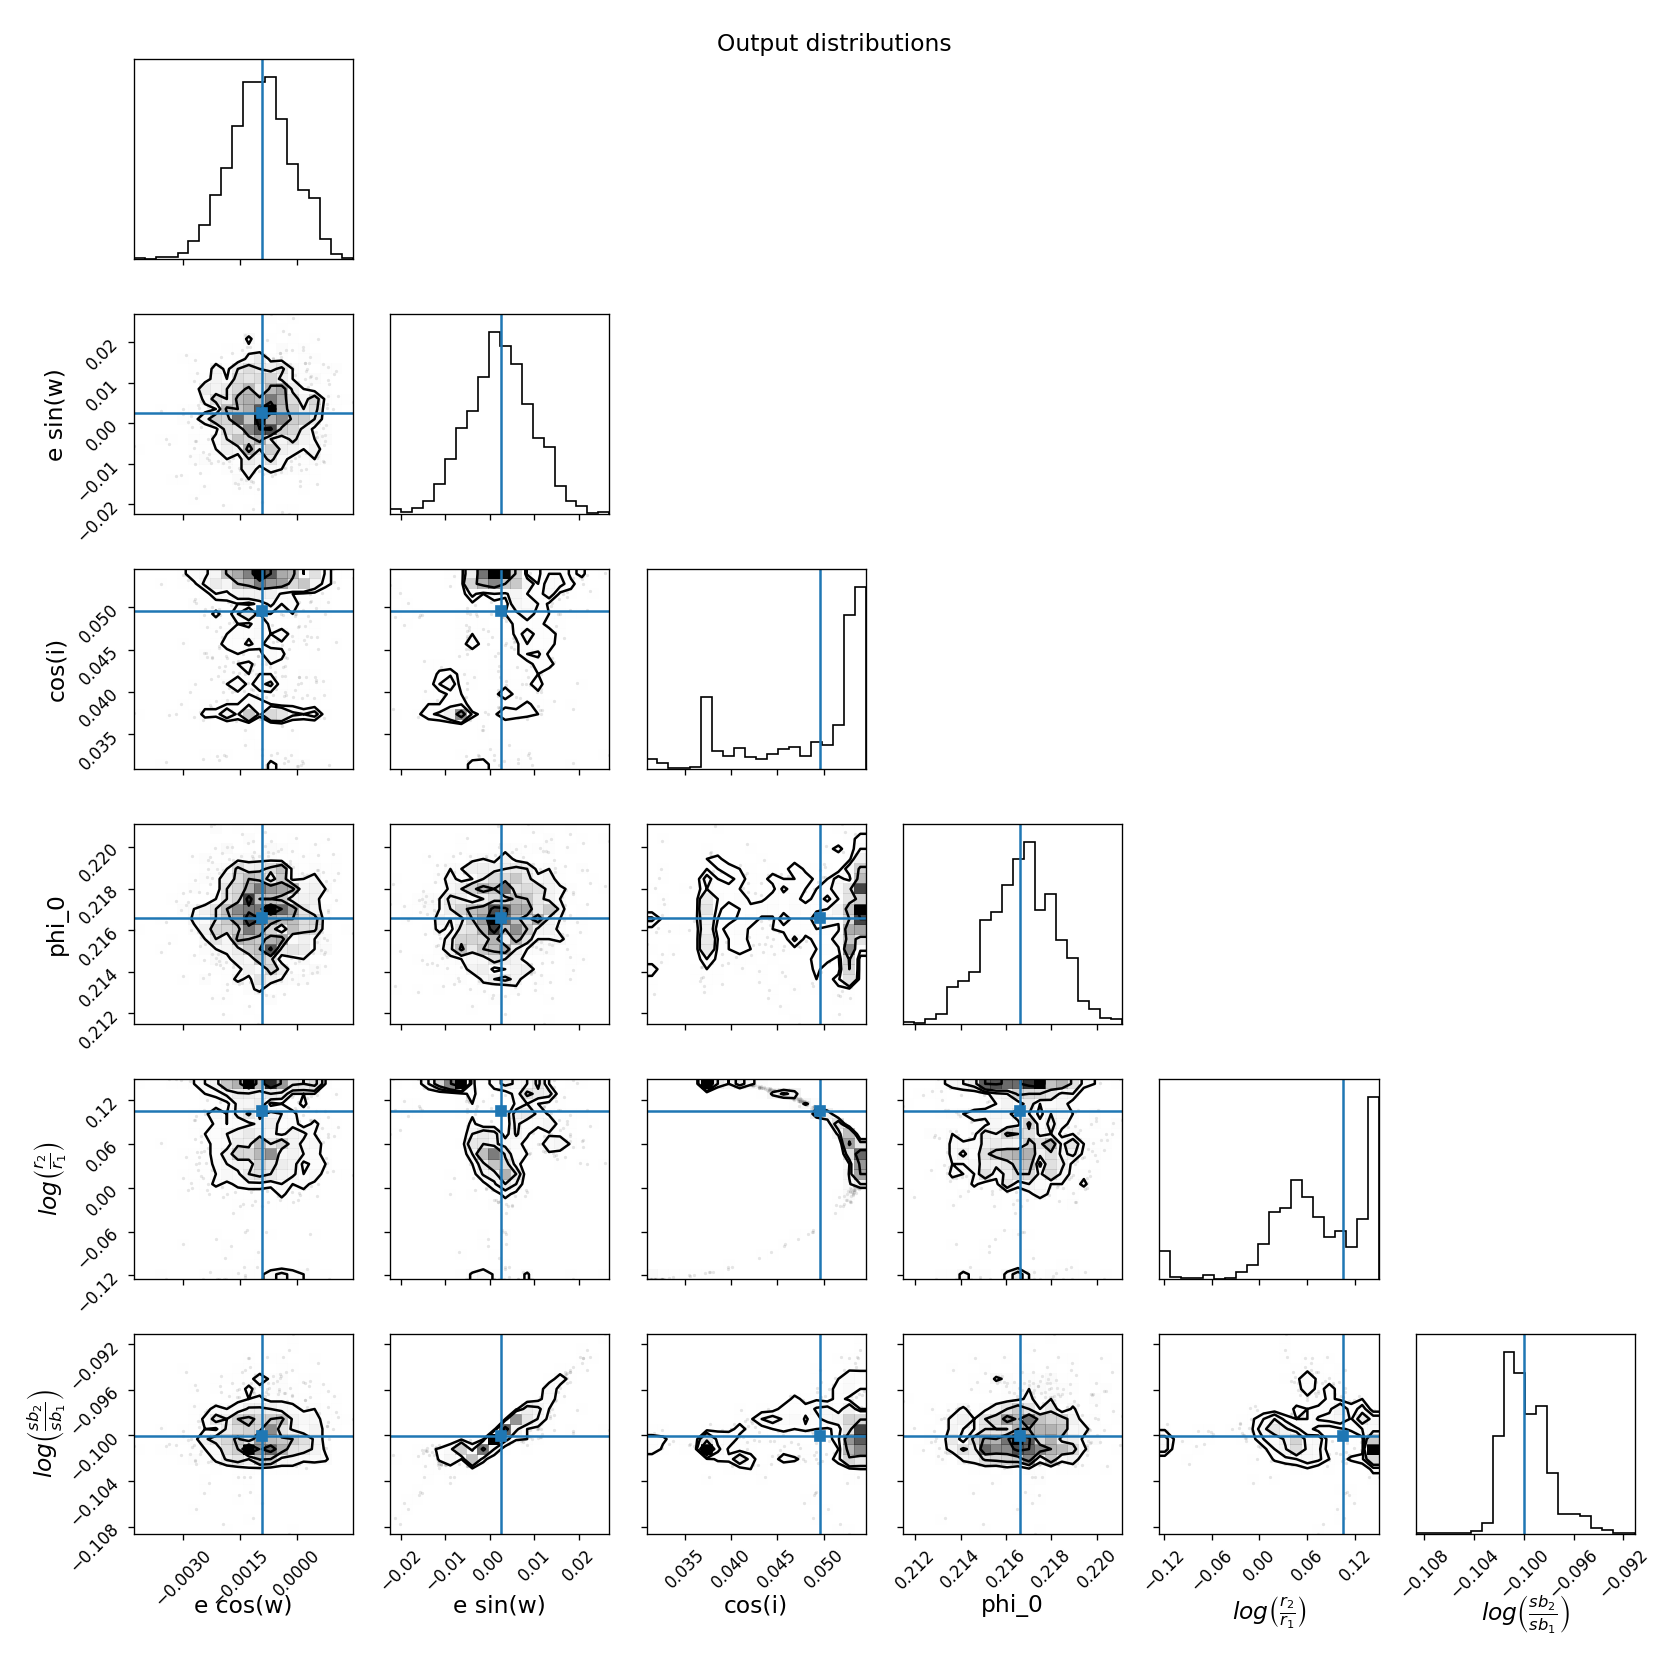 Output distributions
e sin(w)
0.02
0.01
0.00
−0.01
−0.02
cos(i)
0.050
0.045
0.040
0.035
phi_0
0.220
0.218
0.216
0.214
0.212
log(r2/r1)
0.12
0.06
0.00
−0.06
−0.12
log(sb2/sb1)
−0.092
−0.096
−0.100
−0.104
−0.108
−0.0030 −0.0015 0.0000
−0.02 −0.01 0.00 0.01 0.02
0.035 0.040 0.045 0.050
0.212 0.214 0.216 0.218 0.220
−0.12 −0.06 0.00 0.06 0.12
−0.108 −0.104 −0.100 −0.096 −0.092
e cos(w) e sin(w) cos(i) phi_0 log(r2/r1) log(sb2/sb1)